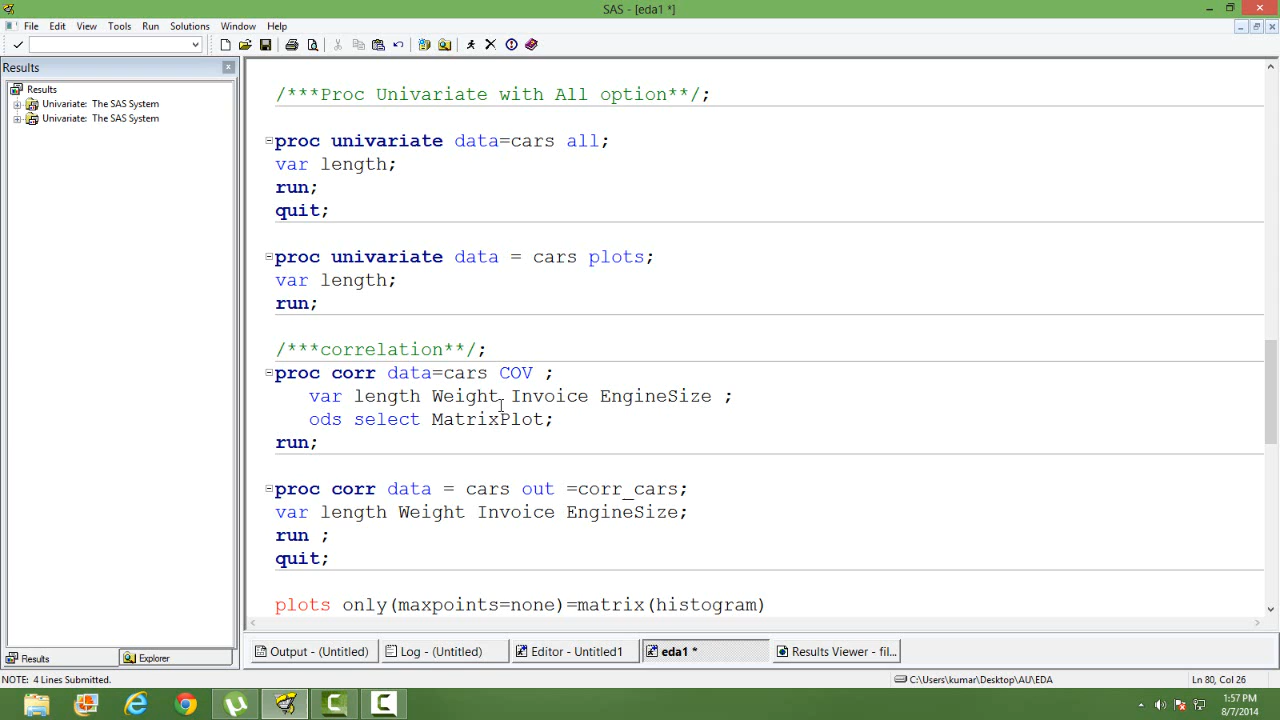 SAS - [eda1 *]
File Edit View Tools Run Solutions Window Help
Results
Results
Univariate: The SAS System
Univariate: The SAS System
/***Proc Univariate with All option**/;
proc univariate data=cars all;
var length;
run;
quit;
proc univariate data = cars plots;
var length;
run;
/***correlation**/;
proc corr data=cars COV ;
var length Weight Invoice EngineSize ;
ods select MatrixPlot;
run;
proc corr data = cars out =corr_cars;
var length Weight Invoice EngineSize;
run ;
quit;
plots only(maxpoints=none)=matrix(histogram)
Results Explorer
Output - (Untitled) Log - (Untitled) Editor - Untitled1 eda1 * Results Viewer - fil...
NOTE: 4 Lines Submitted. C:\Users\kumar\Desktop\AU\EDA Ln 80, Col 26
1:57 PM
8/7/2014